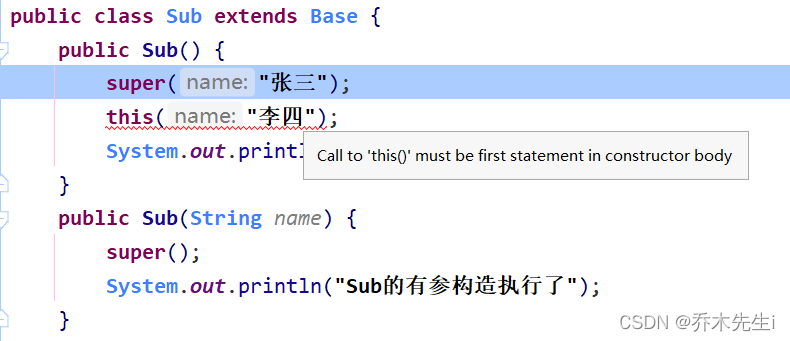 public class Sub extends Base {
public Sub() {
super( name: "张三");
this( name: "李四");
System.out.printl
Call to 'this()' must be first statement in constructor body
}
public Sub(String name) {
super();
System.out.println("Sub的有参构造执行了");
}
CSDN @乔木先生i